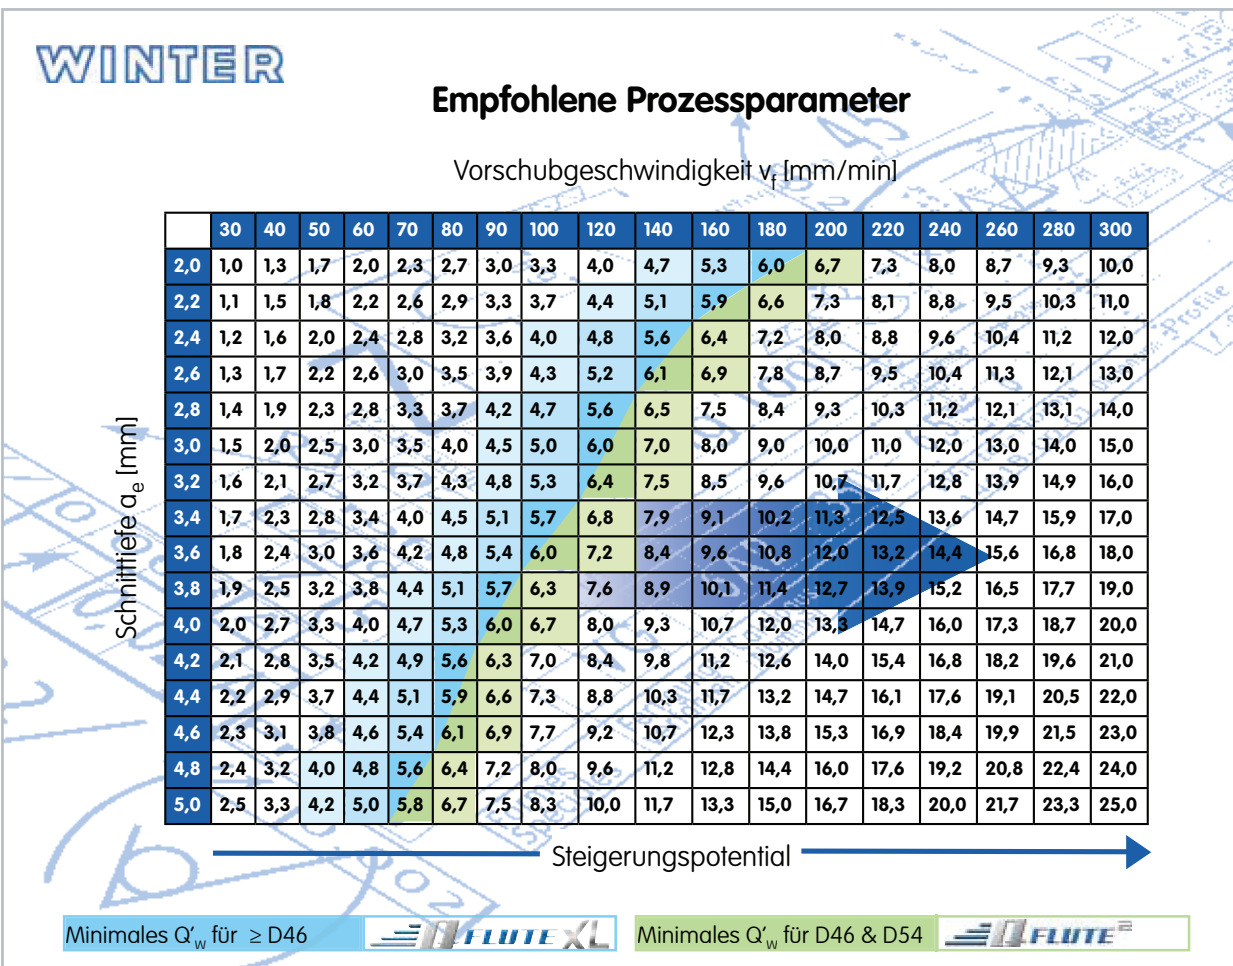 WINTER
Empfohlene Prozessparameter
Vorschubgeschwindigkeit vf [mm/min]
30 40 50 60 70 80 90 100 120 140 160 180 200 220 240 260 280 300
2,0 1,0 1,3 1,7 2,0 2,3 2,7 3,0 3,3 4,0 4,7 5,3 6,0 6,7 7,3 8,0 8,7 9,3 10,0
2,2 1,1 1,5 1,8 2,2 2,6 2,9 3,3 3,7 4,4 5,1 5,9 6,6 7,3 8,1 8,8 9,5 10,3 11,0
2,4 1,2 1,6 2,0 2,4 2,8 3,2 3,6 4,0 4,8 5,6 6,4 7,2 8,0 8,8 9,6 10,4 11,2 12,0
2,6 1,3 1,7 2,2 2,6 3,0 3,5 3,9 4,3 5,2 6,1 6,9 7,8 8,7 9,5 10,4 11,3 12,1 13,0
2,8 1,4 1,9 2,3 2,8 3,3 3,7 4,2 4,7 5,6 6,5 7,5 8,4 9,3 10,3 11,2 12,1 13,1 14,0
3,0 1,5 2,0 2,5 3,0 3,5 4,0 4,5 5,0 6,0 7,0 8,0 9,0 10,0 11,0 12,0 13,0 14,0 15,0
3,2 1,6 2,1 2,7 3,2 3,7 4,3 4,8 5,3 6,4 7,5 8,5 9,6 10,7 11,7 12,8 13,9 14,9 16,0
3,4 1,7 2,3 2,8 3,4 4,0 4,5 5,1 5,7 6,8 7,9 9,1 10,2 11,3 12,5 13,6 14,7 15,9 17,0
3,6 1,8 2,4 3,0 3,6 4,2 4,8 5,4 6,0 7,2 8,4 9,6 10,8 12,0 13,2 14,4 15,6 16,8 18,0
3,8 1,9 2,5 3,2 3,8 4,4 5,1 5,7 6,3 7,6 8,9 10,1 11,4 12,7 13,9 15,2 16,5 17,7 19,0
4,0 2,0 2,7 3,3 4,0 4,7 5,3 6,0 6,7 8,0 9,3 10,7 12,0 13,3 14,7 16,0 17,3 18,7 20,0
4,2 2,1 2,8 3,5 4,2 4,9 5,6 6,3 7,0 8,4 9,8 11,2 12,6 14,0 15,4 16,8 18,2 19,6 21,0
4,4 2,2 2,9 3,7 4,4 5,1 5,9 6,6 7,3 8,8 10,3 11,7 13,2 14,7 16,1 17,6 19,1 20,5 22,0
4,6 2,3 3,1 3,8 4,6 5,4 6,1 6,9 7,7 9,2 10,7 12,3 13,8 15,3 16,9 18,4 19,9 21,5 23,0
4,8 2,4 3,2 4,0 4,8 5,6 6,4 7,2 8,0 9,6 11,2 12,8 14,4 16,0 17,6 19,2 20,8 22,4 24,0
5,0 2,5 3,3 4,2 5,0 5,8 6,7 7,5 8,3 10,0 11,7 13,3 15,0 16,7 18,3 20,0 21,7 23,3 25,0
Schnitttiefe ae [mm]
Steigerungspotential
Minimales Q'w für ≥ D46
FLUTE XL
Minimales Q'w für D46 & D54
FLUTE²